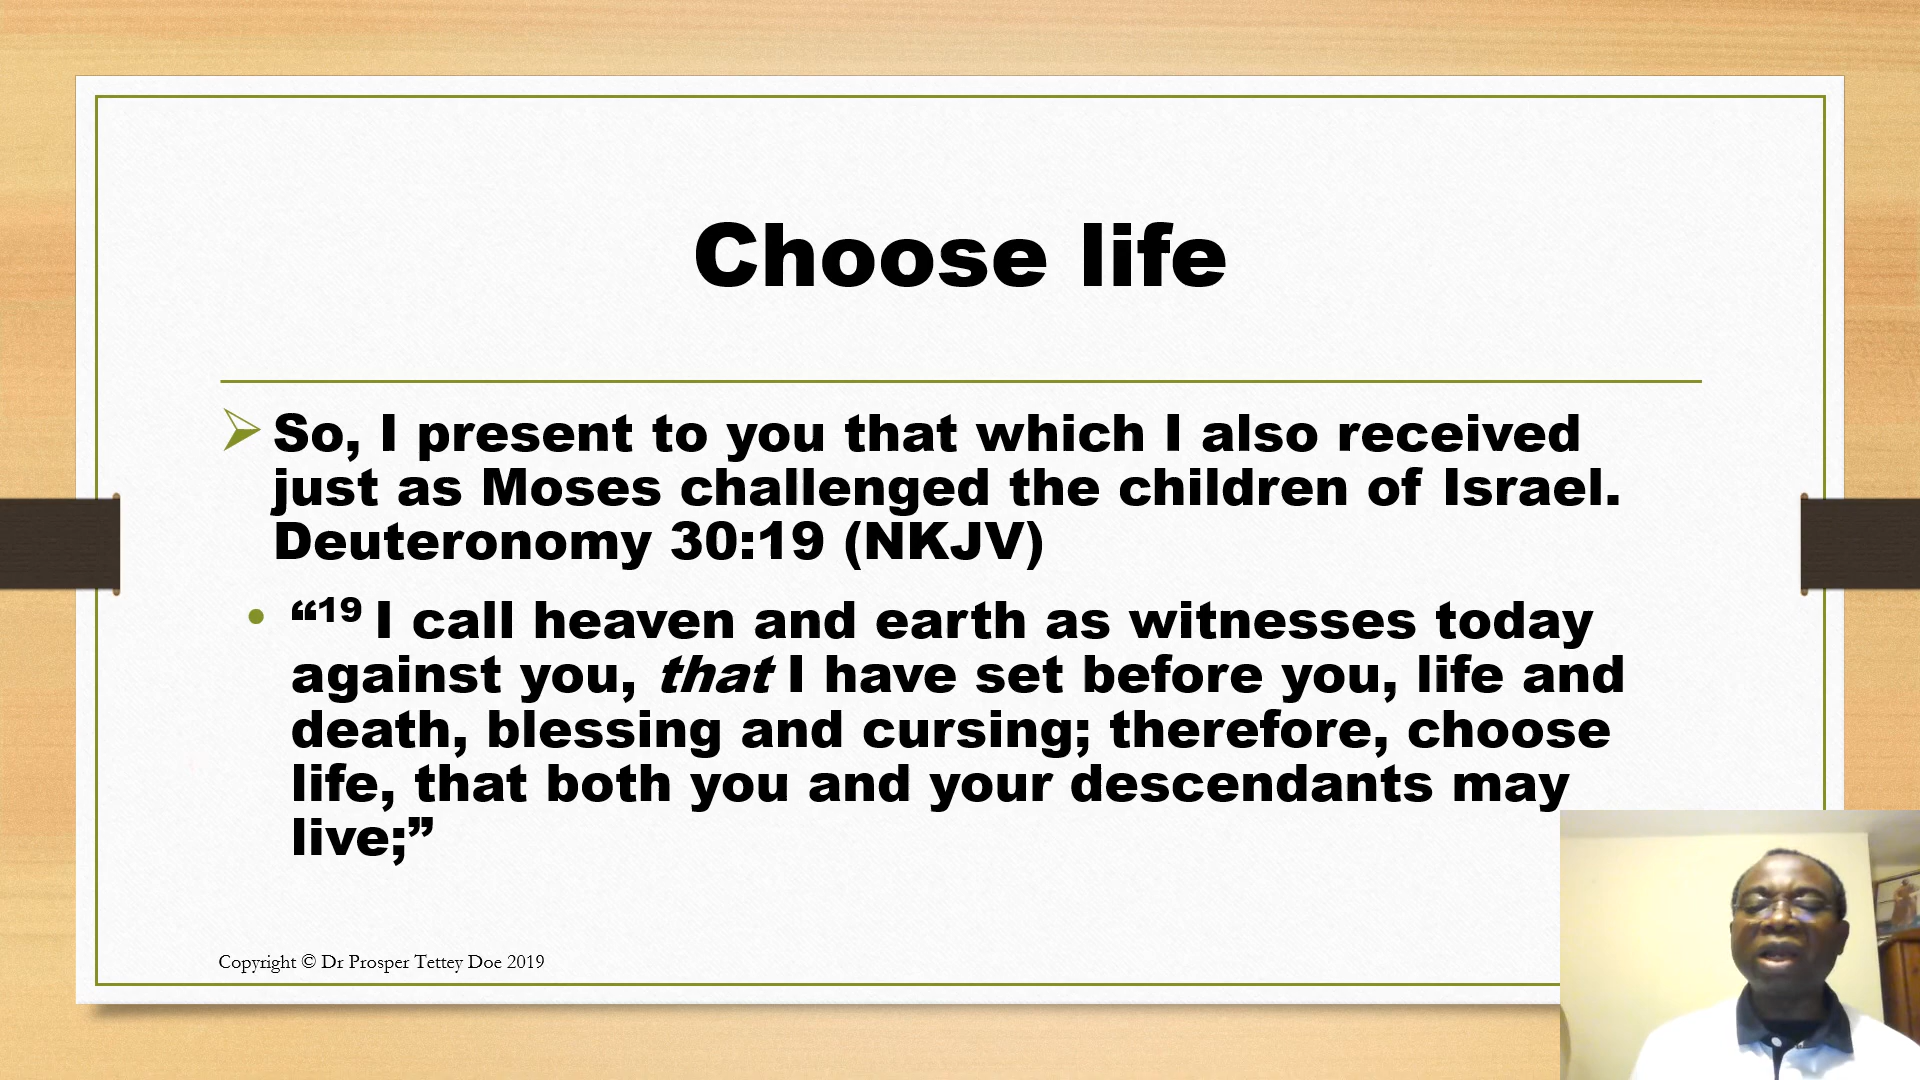 Choose life
➢ So, I present to you that which I also received
just as Moses challenged the children of Israel.
Deuteronomy 30:19 (NKJV)
• “19 I call heaven and earth as witnesses today
against you, that I have set before you, life and
death, blessing and cursing; therefore, choose
life, that both you and your descendants may
live;”
Copyright © Dr Prosper Tettey Doe 2019